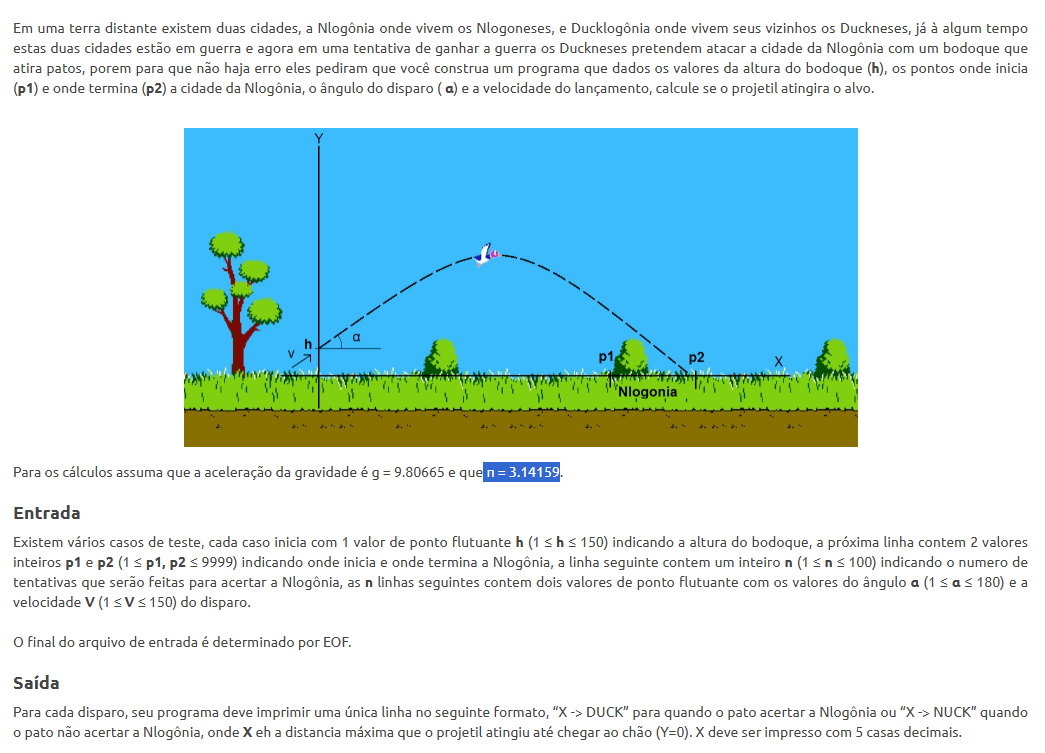 Em uma terra distante existem duas cidades, a Nlogônia onde vivem os Nlogoneses, e Ducklogônia onde vivem seus vizinhos os Duckneses, já à algum tempo
estas duas cidades estão em guerra e agora em uma tentativa de ganhar a guerra os Duckneses pretendem atacar a cidade da Nlogônia com um bodoque que
atira patos, porem para que não haja erro eles pediram que você construa um programa que dados os valores da altura do bodoque (h), os pontos onde inicia
(p1) e onde termina (p2) a cidade da Nlogônia, o ângulo do disparo ( α) e a velocidade do lançamento, calcule se o projetil atingira o alvo.
Y
h
α
V
p1
p2
X
Nlogonia
Para os cálculos assuma que a aceleração da gravidade é g = 9.80665 e que π = 3.14159.
Entrada
Existem vários casos de teste, cada caso inicia com 1 valor de ponto flutuante h (1 ≤ h ≤ 150) indicando a altura do bodoque, a próxima linha contem 2 valores
inteiros p1 e p2 (1 ≤ p1, p2 ≤ 9999) indicando onde inicia e onde termina a Nlogônia, a linha seguinte contem um inteiro n (1 ≤ n ≤ 100) indicando o numero de
tentativas que serão feitas para acertar a Nlogônia, as n linhas seguintes contem dois valores de ponto flutuante com os valores do ângulo α (1 ≤ α ≤ 180) e a
velocidade V (1 ≤ V ≤ 150) do disparo.
O final do arquivo de entrada é determinado por EOF.
Saída
Para cada disparo, seu programa deve imprimir uma única linha no seguinte formato, “X -> DUCK” para quando o pato acertar a Nlogônia ou “X -> NUCK” quando
o pato não acertar a Nlogônia, onde X eh a distancia máxima que o projetil atingiu até chegar ao chão (Y=0). X deve ser impresso com 5 casas decimais.